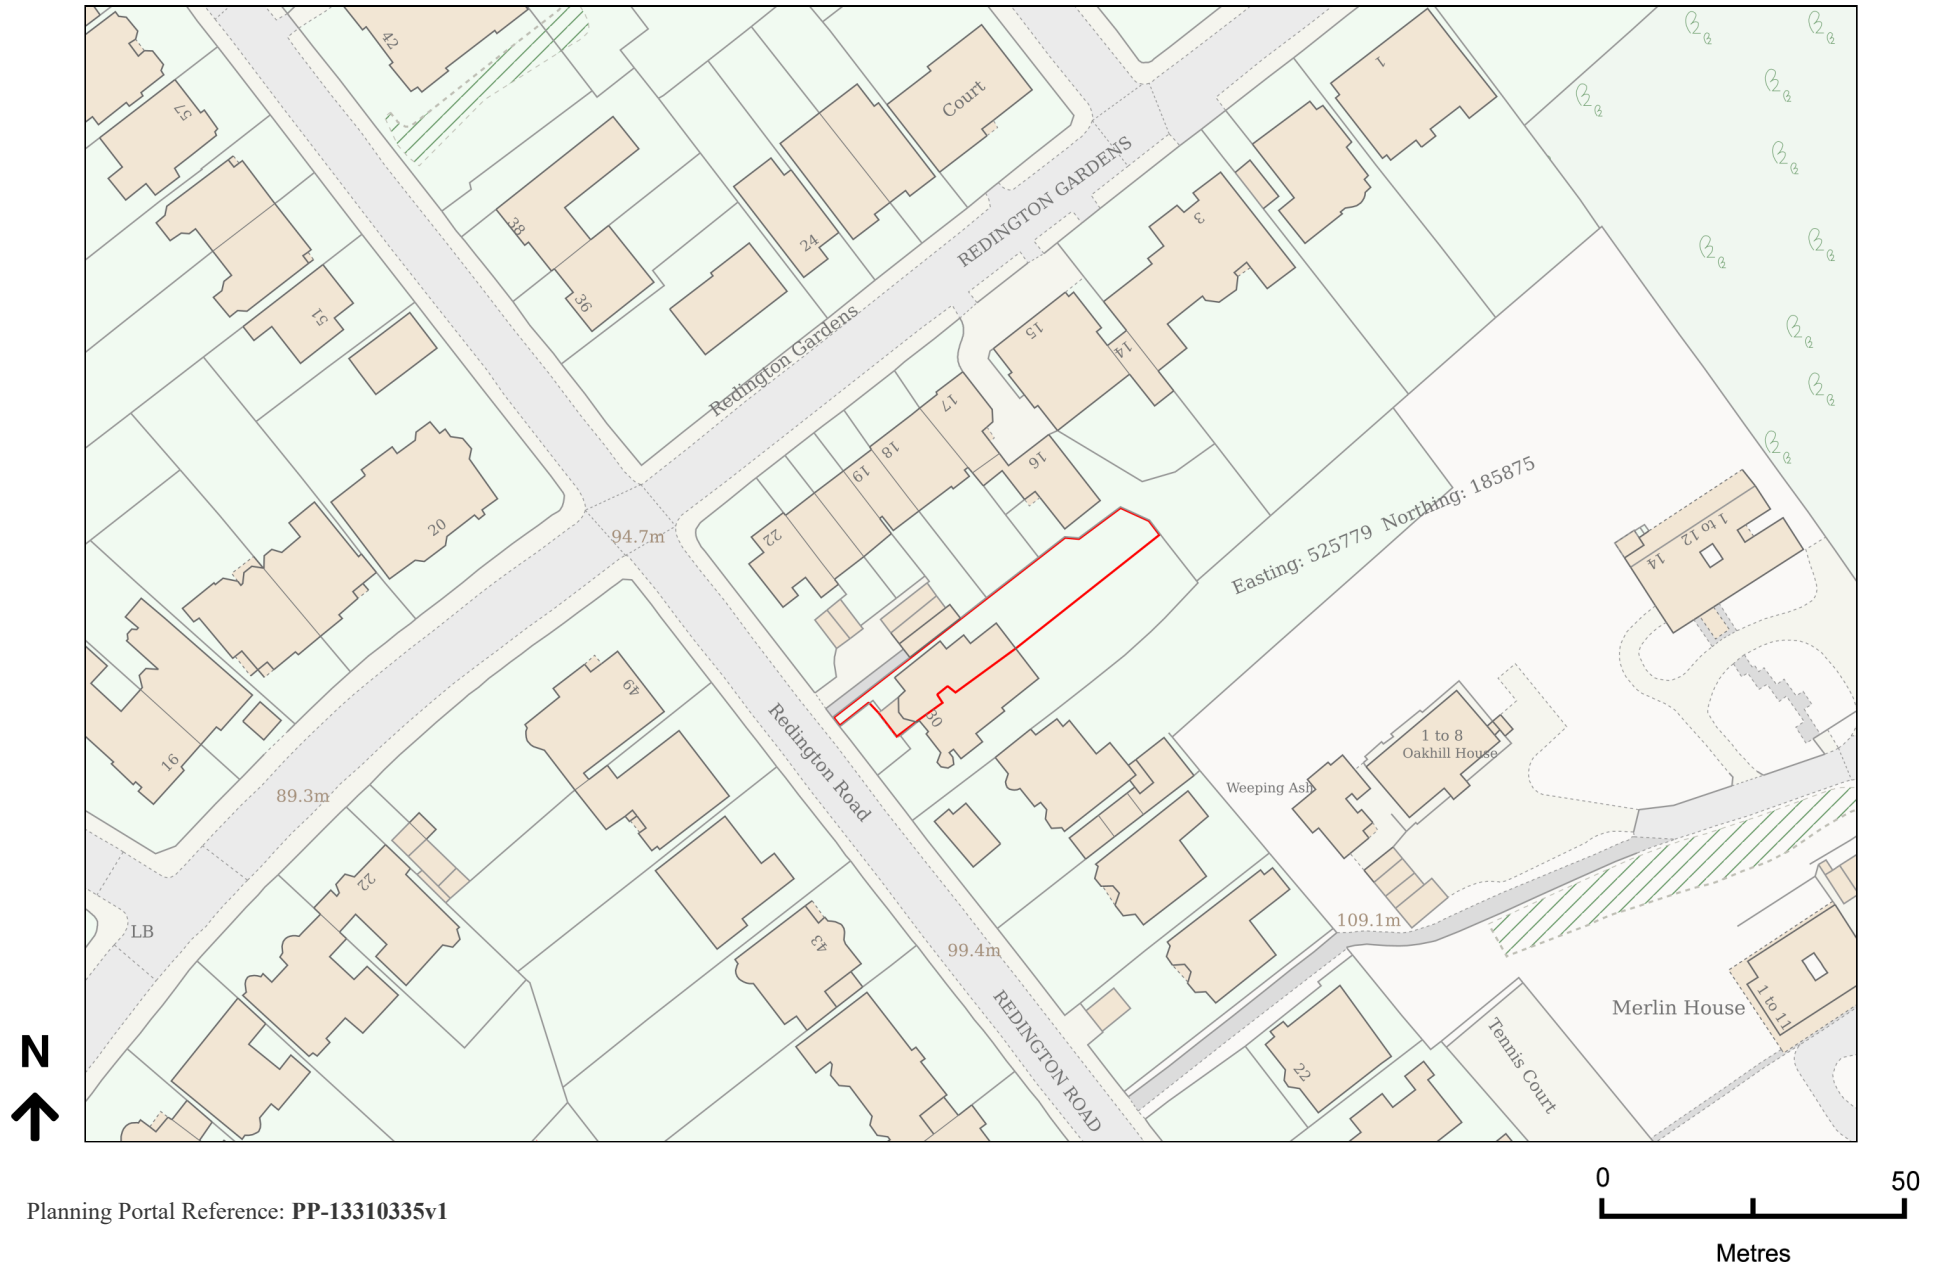 42
57
Court
1
REDINGTON GARDENS
38
24
3
36
51
Redington Gardens
15
14
17
18
19
16
20
94.7m
22
Easting: 525779 Northing: 185875
1 to 12
14
49
30
Redington Road
16
89.3m
1 to 8
Oakhill House
Weeping Ash
22
LB
43
99.4m
109.1m
REDINGTON ROAD
Merlin House
1 to 11
Tennis Court
22
N
0
50
Metres
Planning Portal Reference: PP-13310335v1